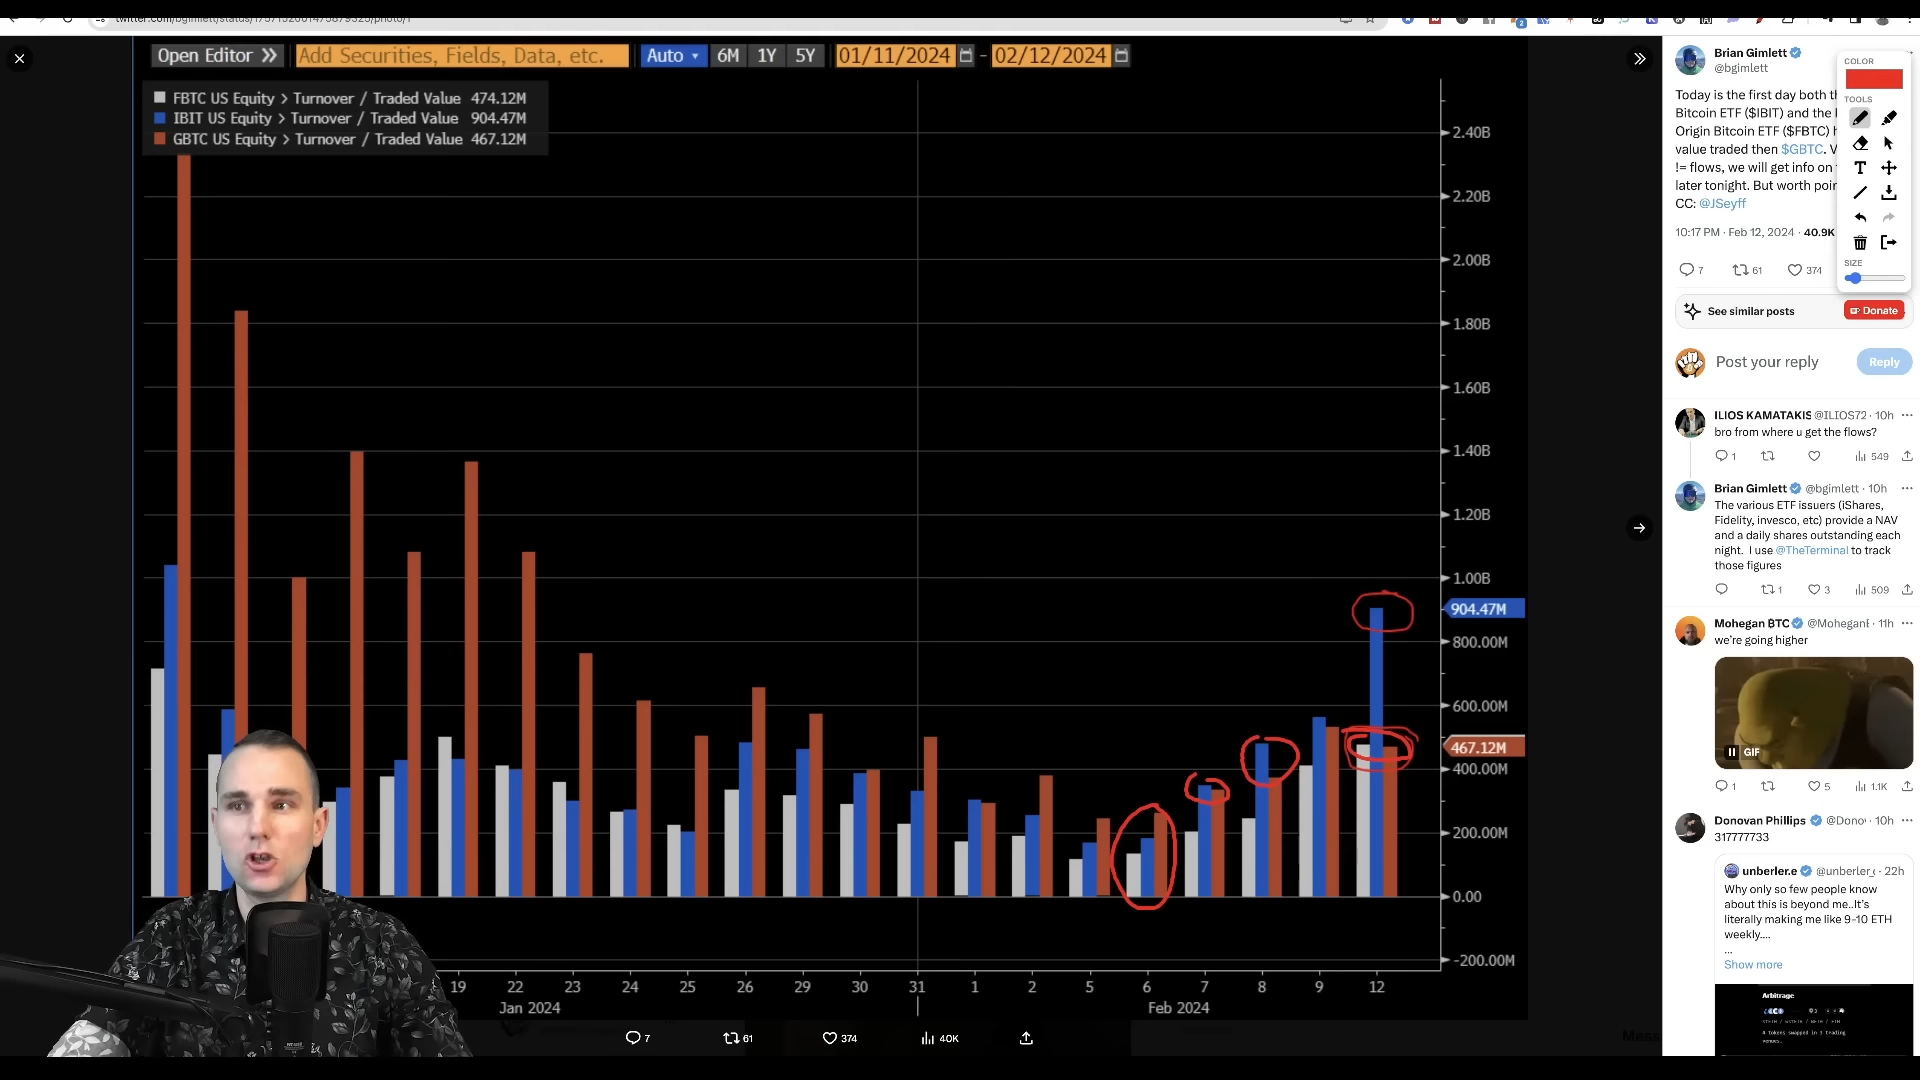 Open Editor
Add Securities, Fields, Data, etc.
Auto
6M 1Y 5Y
01/11/2024 - 02/12/2024
FBTC US Equity > Turnover / Traded Value 474.12M
IBIT US Equity > Turnover / Traded Value 904.47M
GBTC US Equity > Turnover / Traded Value 467.12M
2.40B
2.20B
2.00B
1.80B
1.60B
1.40B
1.20B
1.00B
904.47M
800.00M
600.00M
467.12M
400.00M
200.00M
0.00
-200.00M
19 22 23 24 25 26 29 30 31 1 2 5 6 7 8 9 12
Jan 2024 Feb 2024
7 61 374 40K
Brian Gimlett
@bgimlett
Today is the first day both th
Bitcoin ETF ($IBIT) and the
Origin Bitcoin ETF ($FBTC)
value traded then $GBTC. V
!= flows, we will get info on
later tonight. But worth poin
CC: @JSeyff
10:17 PM · Feb 12, 2024 · 40.9K
7 61 374
COLOR
TOOLS
SIZE
See similar posts
Donate
Post your reply
Reply
ILIOS KAMATAKIS @ILIOS72 · 10h
bro from where u get the flows?
1 549
Brian Gimlett @bgimlett · 10h
The various ETF issuers (iShares,
Fidelity, invesco, etc) provide a NAV
and a daily shares outstanding each
night. I use @TheTerminal to track
those figures
1 3 509
Mohegan ₿TC @Mohegan · 11h
we're going higher
GIF
1 5 1.1K
Donovan Phillips @Dono · 10h
317777733
unberler.e @unberler_ · 22h
Why only so few people know
about this is beyond me..It's
literally making me like 9-10 ETH
weekly....
...
Show more
Arbitrage